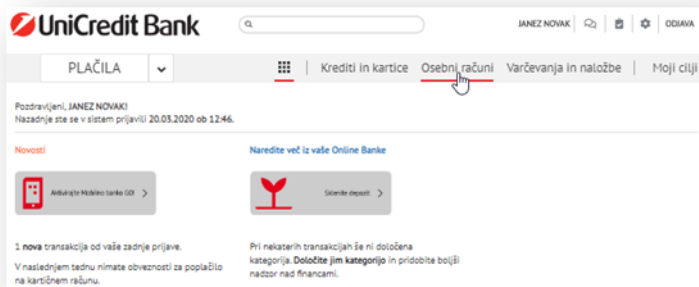 UniCredit Bank
JANEZ NOVAK
ODJAVA
PLAČILA
Krediti in kartice
Osebni računi
Varčevanja in naložbe
Moji cilji
Pozdravljeni, JANEZ NOVAK!
Nazadnje ste se v sistem prijavili 20.03.2020 ob 12:46.
Novosti
Naredite več iz vaše Online Banke
Aktivirajte Mobilno banko GO!
Sklenite depozit
1 nova transakcija od vaše zadnje prijave.
V naslednjem tednu nimate obveznosti za poplačilo
na kartičnem računu.
Pri nekaterih transakcijah še ni določena
kategorija. Določite jim kategorijo in pridobite boljši
nadzor nad financami.